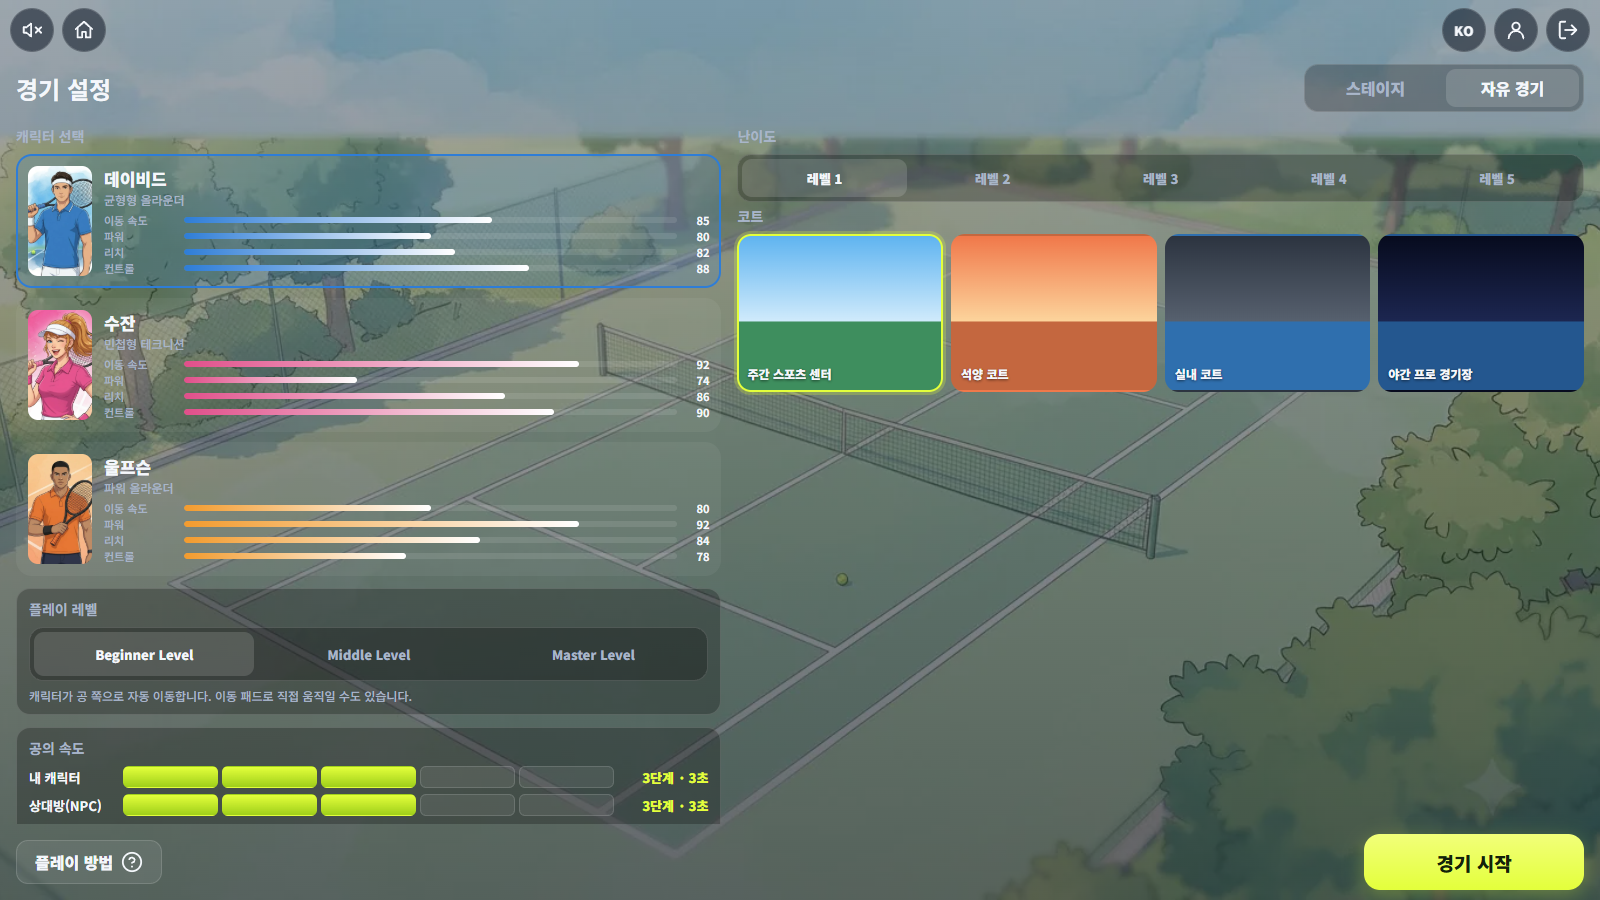 KO
경기 설정
스테이지
자유 경기
캐릭터 선택
데이비드
균형형 올라운더
이동 속도 85
파워 80
리치 82
컨트롤 88
수잔
민첩형 테크니션
이동 속도 92
파워 74
리치 86
컨트롤 90
울프슨
파워 올라운더
이동 속도 80
파워 92
리치 84
컨트롤 78
플레이 레벨
Beginner Level
Middle Level
Master Level
캐릭터가 공 쪽으로 자동 이동합니다. 이동 패드로 직접 움직일 수도 있습니다.
공의 속도
내 캐릭터 3단계 · 3초
상대방(NPC) 3단계 · 3초
플레이 방법
난이도
레벨 1
레벨 2
레벨 3
레벨 4
레벨 5
코트
주간 스포츠 센터
석양 코트
실내 코트
야간 프로 경기장
경기 시작